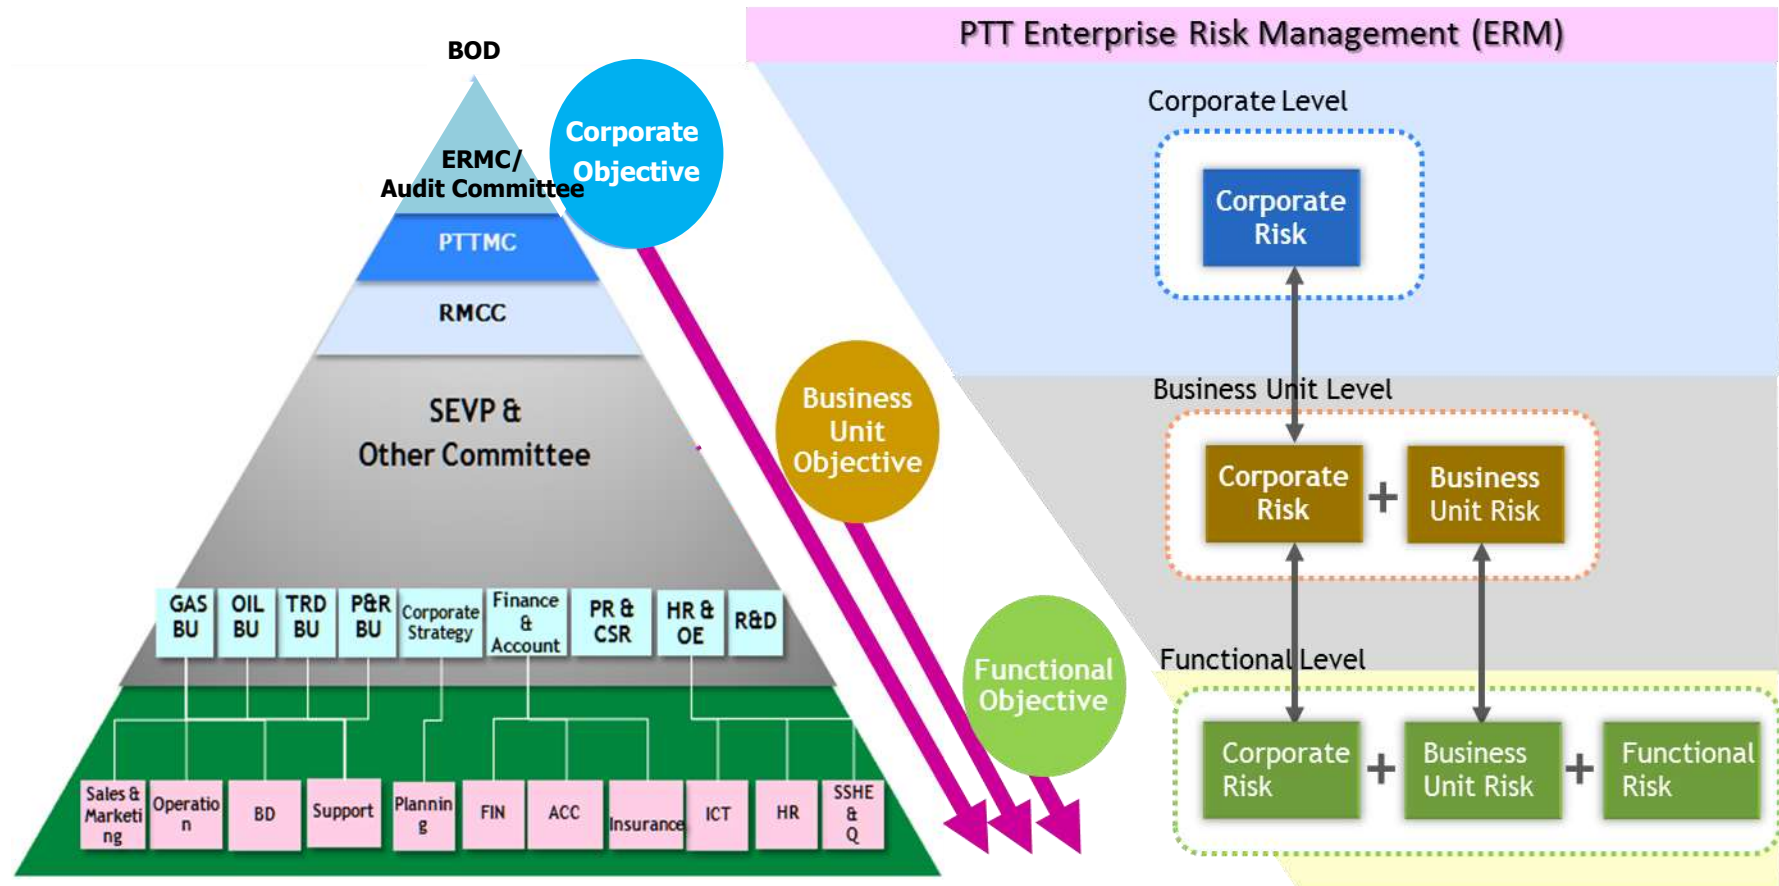 PTT Enterprise Risk Management (ERM)
BOD
ERMC/
Audit Committee
PTTMC
RMCC
SEVP &
Other Committee
GAS
BU
OIL
BU
TRD
BU
P&R
BU
Corporate
Strategy
Finance
&
Account
PR &
CSR
HR &
OE
R&D
Sales &
Marketi
ng
Operatio
n
BD
Support
Plannin
g
FIN
ACC
Insurance
ICT
HR
SSHE
&
Q
Corporate
Objective
Business
Unit
Objective
Functional
Objective
Corporate Level
Corporate
Risk
Business Unit Level
Corporate
Risk
+
Business
Unit Risk
Functional Level
Corporate
Risk
+
Business
Unit Risk
+
Functional
Risk